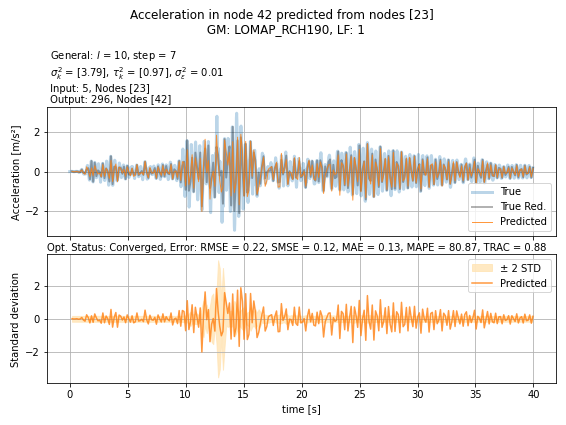 Acceleration in node 42 predicted from nodes [23]
GM: LOMAP_RCH190, LF: 1
General: l = 10, step = 7
σ²ₖ = [3.79], τ²ₖ = [0.97], σ²ε = 0.01
Input: 5, Nodes [23]
Output: 296, Nodes [42]
Acceleration [m/s²]
2
0
−2
True
True Red.
Predicted
Opt. Status: Converged, Error: RMSE = 0.22, SMSE = 0.12, MAE = 0.13, MAPE = 80.87, TRAC = 0.88
Standard deviation
2
0
−2
± 2 STD
Predicted
0 5 10 15 20 25 30 35 40
time [s]